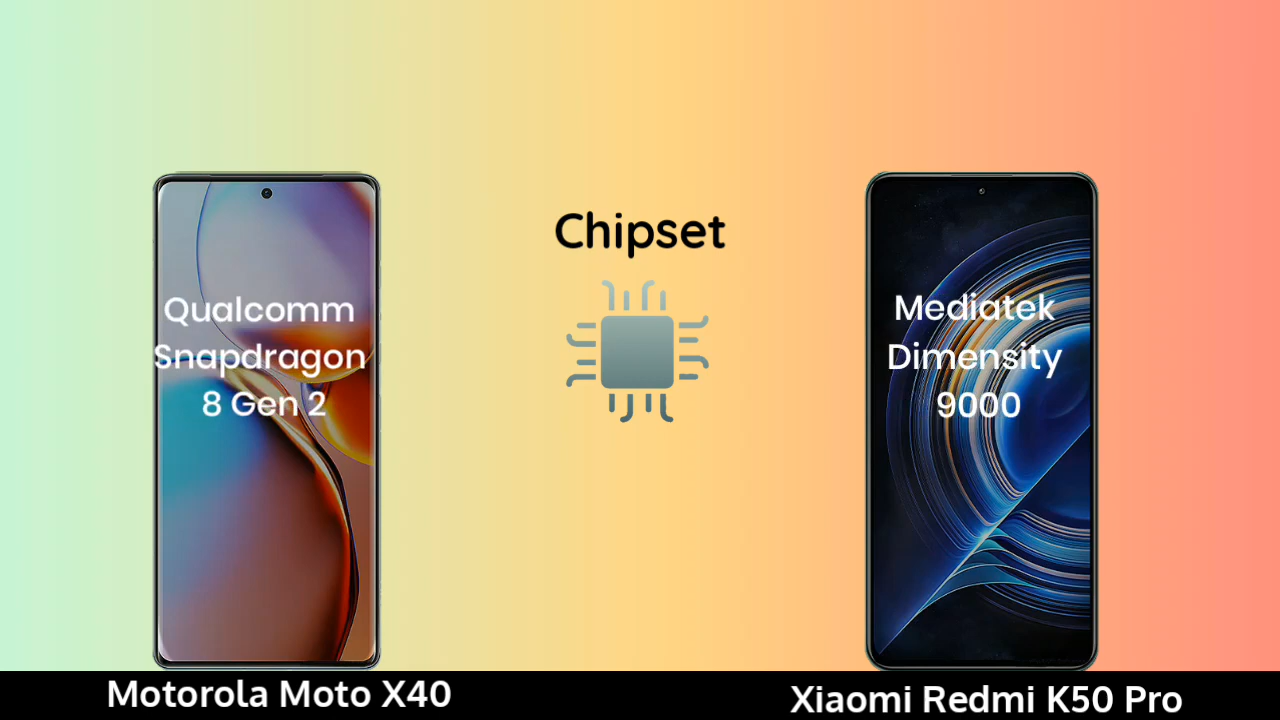 Chipset
Qualcomm
Snapdragon
8 Gen 2
Mediatek
Dimensity
9000
Motorola Moto X40
Xiaomi Redmi K50 Pro